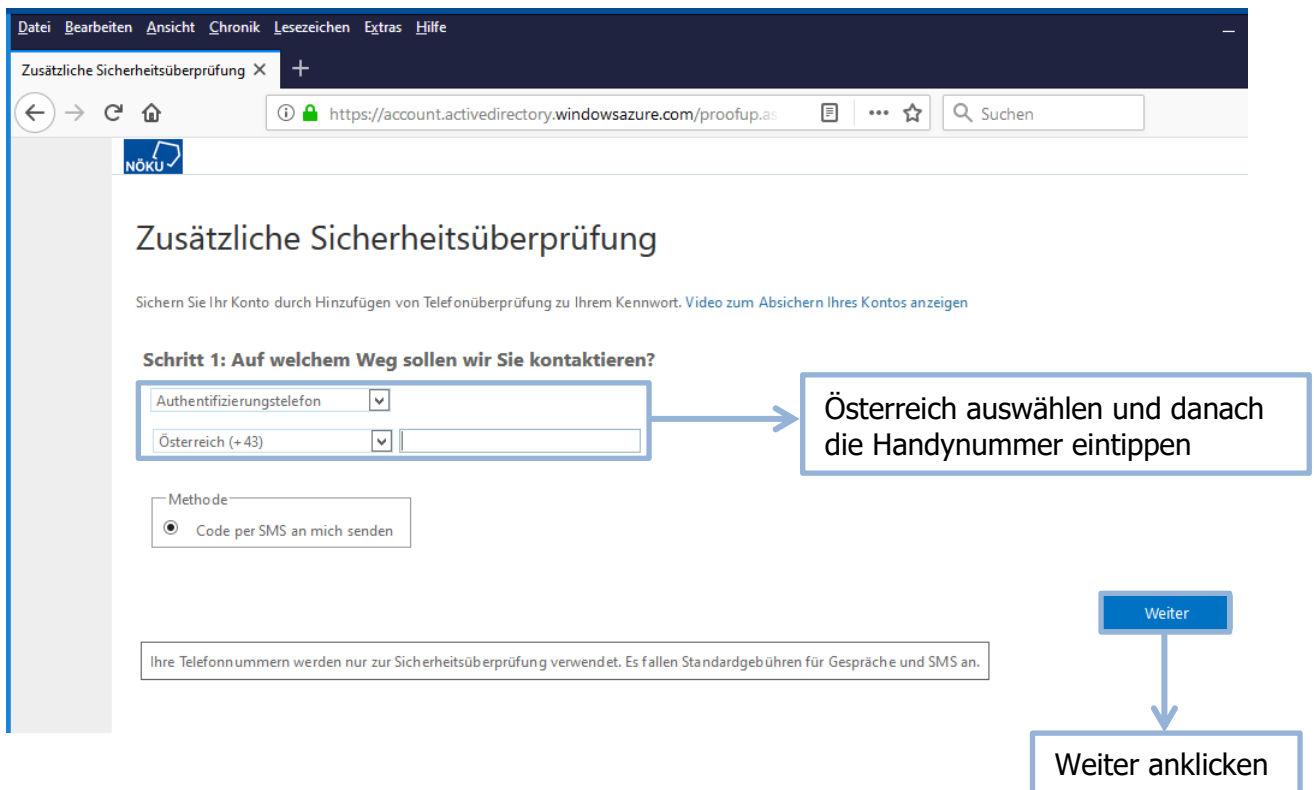 Datei Bearbeiten Ansicht Chronik Lesezeichen Extras Hilfe
Zusätzliche Sicherheitsüberprüfung
https://account.activedirectory.windowsazure.com/proofup.as
Suchen
NÖKU
Zusätzliche Sicherheitsüberprüfung
Sichern Sie Ihr Konto durch Hinzufügen von Telefonüberprüfung zu Ihrem Kennwort. Video zum Absichern Ihres Kontos anzeigen
Schritt 1: Auf welchem Weg sollen wir Sie kontaktieren?
Authentifizierungstelefon
Österreich (+43)
Österreich auswählen und danach
die Handynummer eintippen
Methode
Code per SMS an mich senden
Weiter
Ihre Telefonnummern werden nur zur Sicherheitsüberprüfung verwendet. Es fallen Standardgebühren für Gespräche und SMS an.
Weiter anklicken